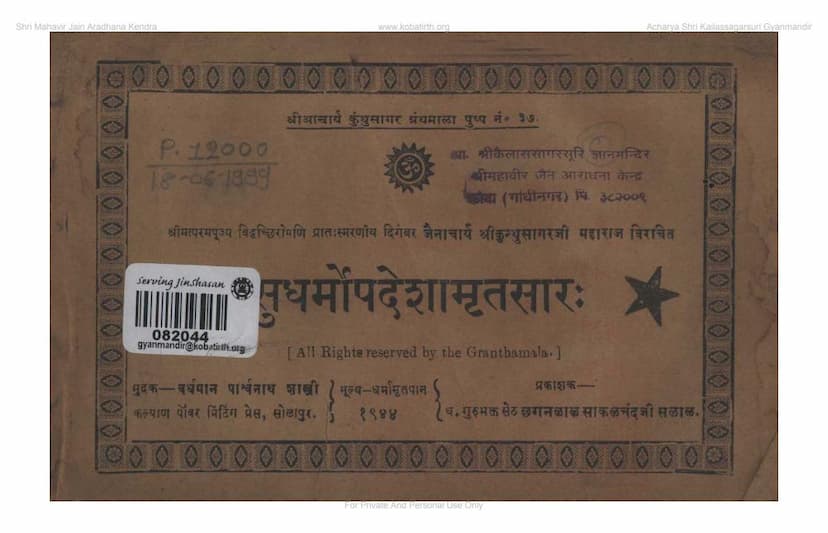 Shri Mahavir Jain Aradhana Kendra
www.kobatirth.org
Acharya Shri Kailassagarsuri Gyanmandir
श्रीआचार्य कुंथुसागर ग्रंथमाला पुष्प नं. ३७.
P. 12000
18-06-1999
ॐ
आ. श्रीकैलाससागरसूरि ज्ञानमन्दिर
श्रीमहावीर जैन आराधना केन्द्र
कोबा (गांधीनगर) पि ३८२००९
श्रीमत्परमपूज्य विद्वच्छिरोमणि प्रातःस्मरणीय दिगंबर जैनाचार्य श्रीकुन्थुसागरजी महाराज विरचित
Serving JinShasan
082044
gyanmandir@kobatirth.org
सुधर्मोपदेशामृतसारः
[ All Rights reserved by the Granthamala. ]
मुद्रक— वर्धमान पार्श्वनाथ शास्त्री
कल्याण पॉवर प्रिंटिंग प्रेस, सोलापुर.
मूल्य—धर्मामृतपान
१९४४
प्रकाशक—
ध. गुरुभक्त सेठ छगनलाल साकळचंदजी सलाल.
For Private And Personal Use Only